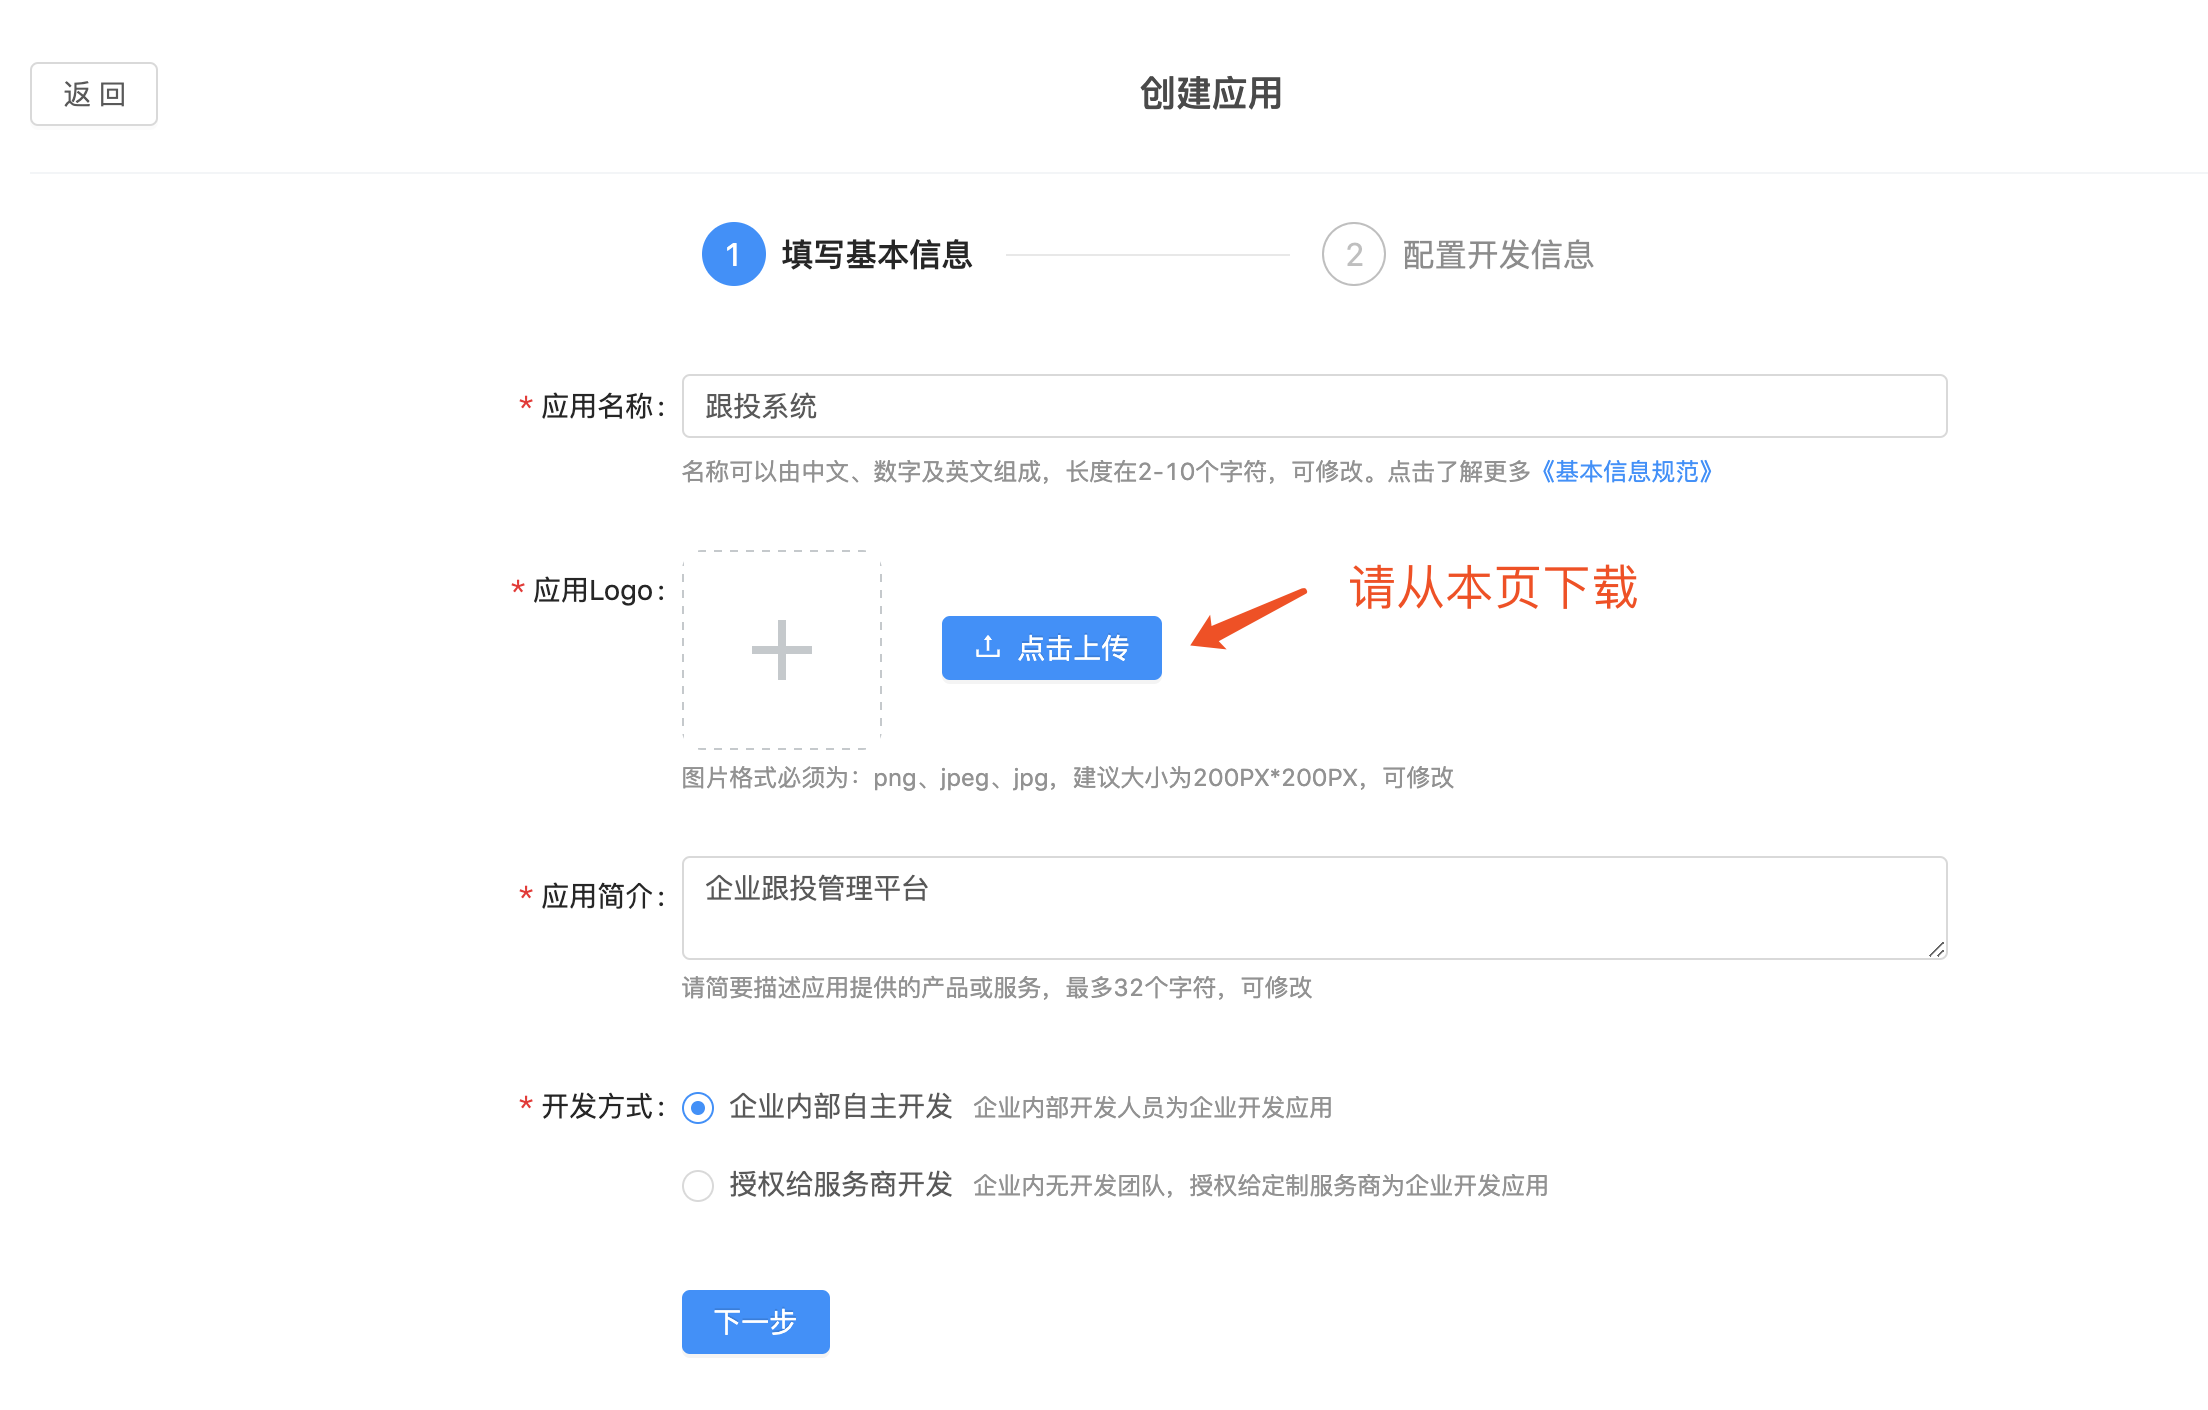 返 回
创建应用
1 填写基本信息
2 配置开发信息
* 应用名称: 跟投系统
名称可以由中文、数字及英文组成，长度在2-10个字符，可修改。点击了解更多《基本信息规范》
* 应用Logo:
请从本页下载
点击上传
图片格式必须为：png、jpeg、jpg，建议大小为200PX*200PX，可修改
* 应用简介: 企业跟投管理平台
请简要描述应用提供的产品或服务，最多32个字符，可修改
* 开发方式: 企业内部自主开发 企业内部开发人员为企业开发应用
授权给服务商开发 企业内无开发团队，授权给定制服务商为企业开发应用
下一步